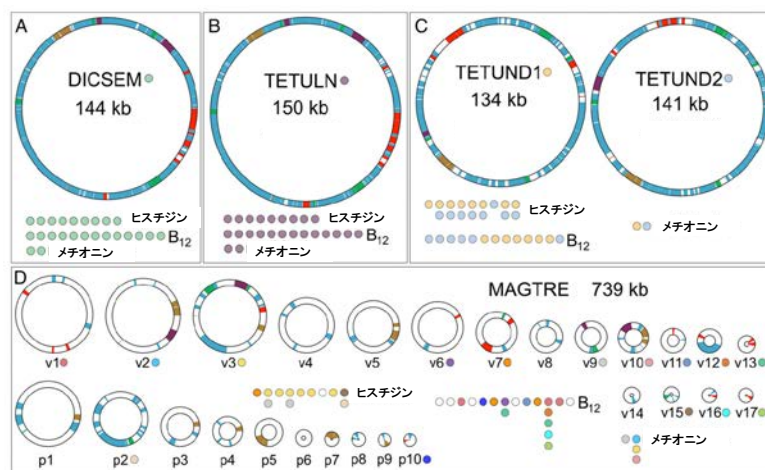 A
DICSEM
144 kb
ヒスチジン
B12
メチオニン
B
TETULN
150 kb
ヒスチジン
B12
メチオニン
C
TETUND1
134 kb
TETUND2
141 kb
ヒスチジン
B12
メチオニン
D
MAGTRE 739 kb
v1
v2
v3
v4
v5
v6
v7
v8
v9
v10
v11
v12
v13
ヒスチジン
B12
v14
v15
v16
v17
メチオニン
p1
p2
p3
p4
p5
p6
p7
p8
p9
p10